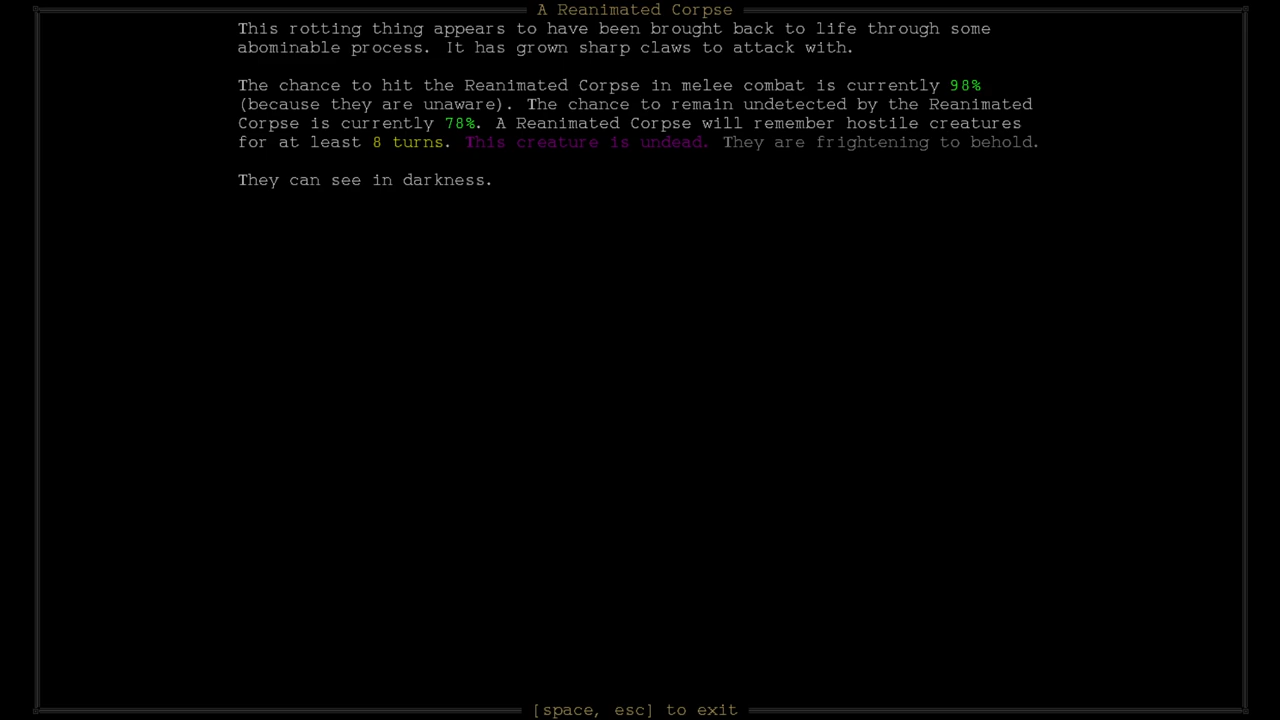 A Reanimated Corpse
This rotting thing appears to have been brought back to life through some
abominable process. It has grown sharp claws to attack with.
The chance to hit the Reanimated Corpse in melee combat is currently 98%
(because they are unaware). The chance to remain undetected by the Reanimated
Corpse is currently 78%. A Reanimated Corpse will remember hostile creatures
for at least 8 turns. This creature is undead. They are frightening to behold.
They can see in darkness.
[space, esc] to exit